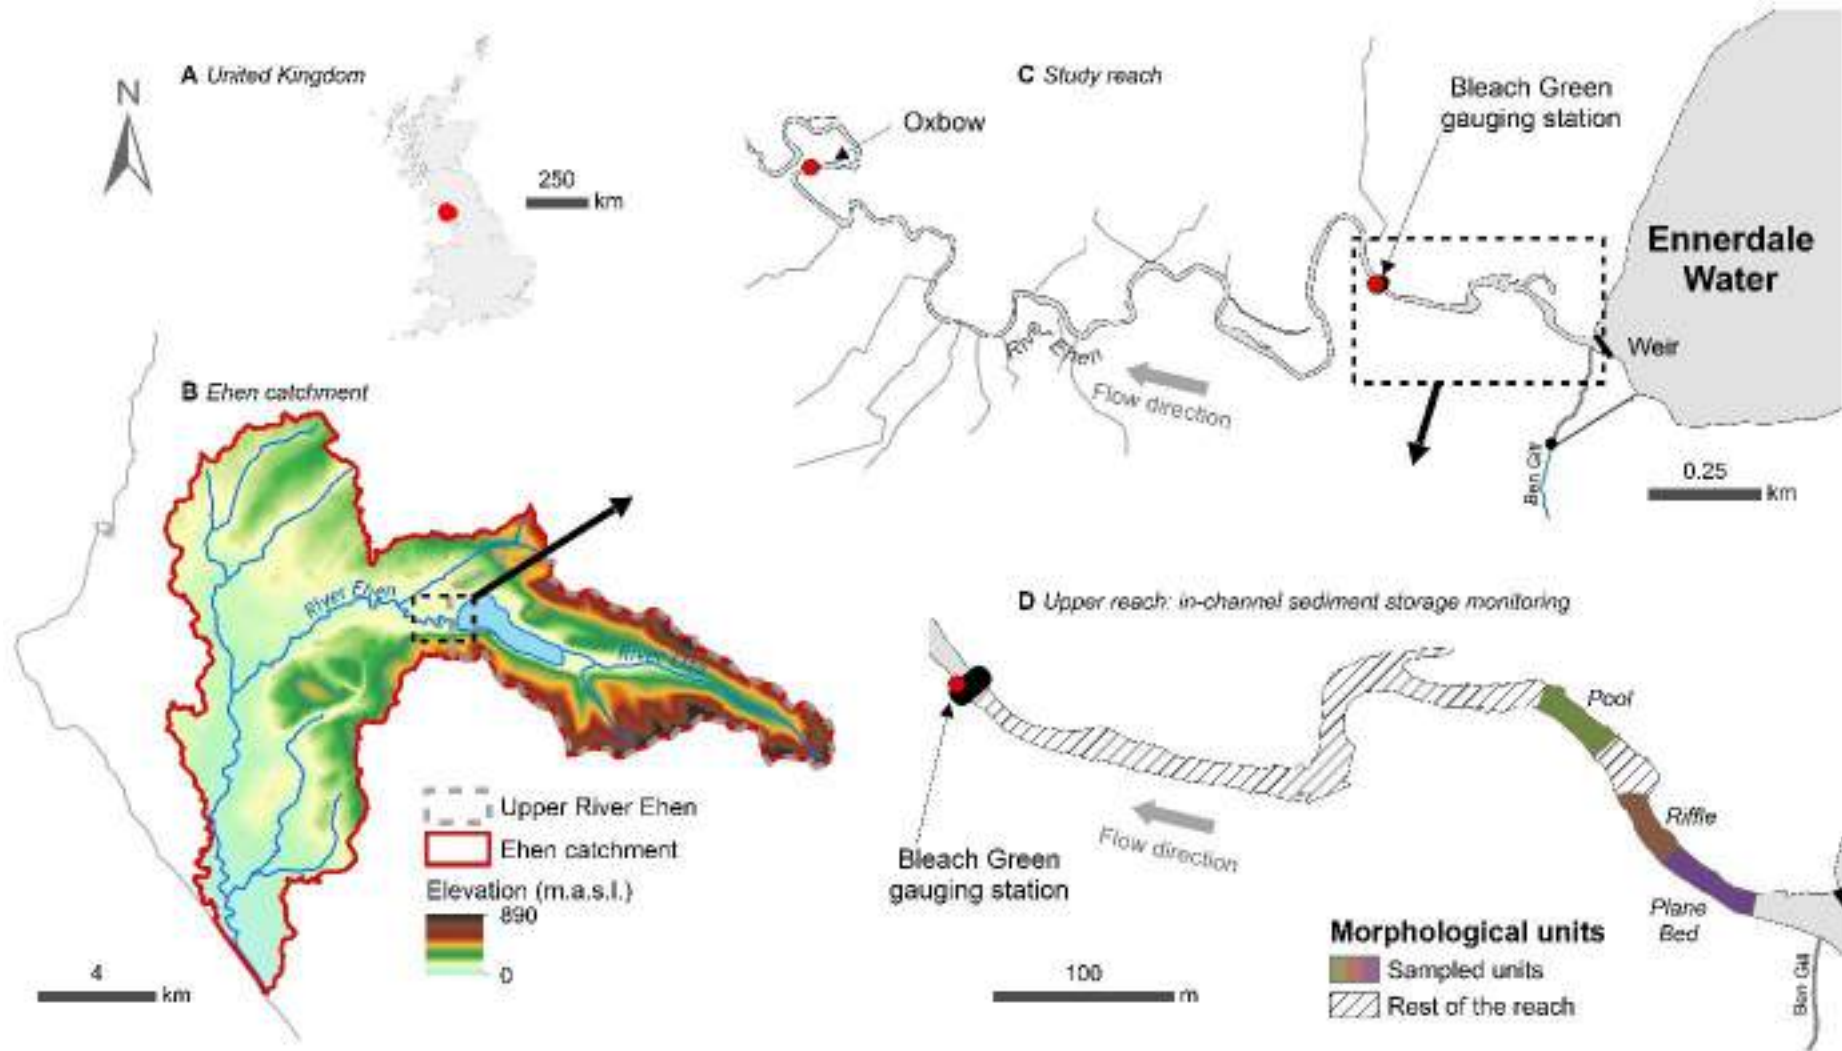 N
A United Kingdom
250
km
B Ehen catchment
River Ehen
River Ehen
Upper River Ehen
Ehen catchment
Elevation (m.a.s.l.)
890
0
4
km
C Study reach
Oxbow
Bleach Green
gauging station
Ennerdale
Water
Weir
River Ehen
Flow direction
Ben Gill
0.25
km
D Upper reach: in-channel sediment storage monitoring
Pool
Riffle
Plane
Bed
Flow direction
Bleach Green
gauging station
Morphological units
Sampled units
Rest of the reach
100
m
Ben Gill